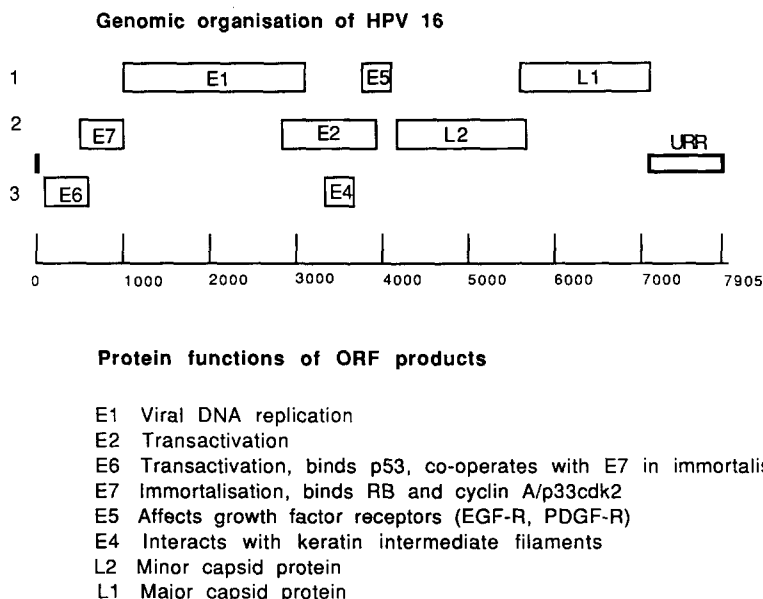 Genomic organisation of HPV 16
1 E1 E5 L1
2 E7 E2 L2 URR
3 E6 E4
0 1000 2000 3000 4000 5000 6000 7000 7905
Protein functions of ORF products
E1 Viral DNA replication
E2 Transactivation
E6 Transactivation, binds p53, co-operates with E7 in immortalis
E7 Immortalisation, binds RB and cyclin A/p33cdk2
E5 Affects growth factor receptors (EGF-R, PDGF-R)
E4 Interacts with keratin intermediate filaments
L2 Minor capsid protein
L1 Major capsid protein